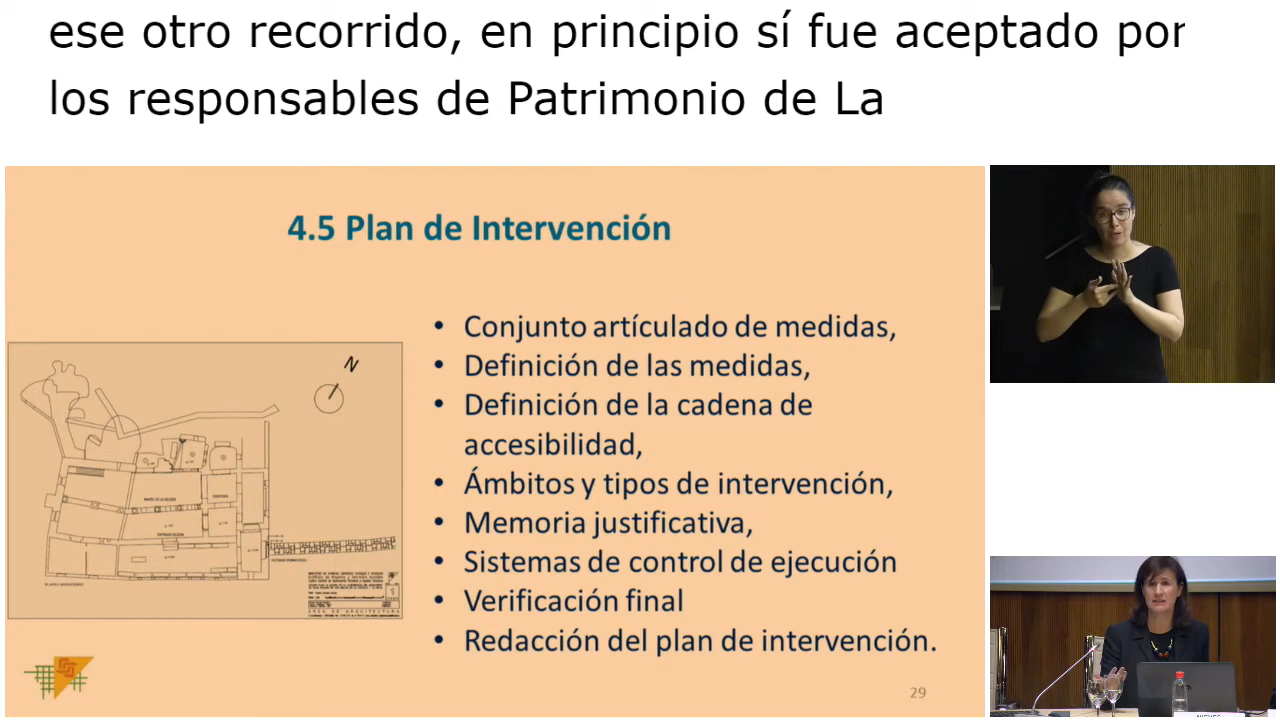 ese otro recorrido, en principio sí fue aceptado por
los responsables de Patrimonio de La
4.5 Plan de Intervención
• Conjunto artículado de medidas,
• Definición de las medidas,
• Definición de la cadena de
accesibilidad,
• Ámbitos y tipos de intervención,
• Memoria justificativa,
• Sistemas de control de ejecución
• Verificación final
• Redacción del plan de intervención.
N
29
NIEVES